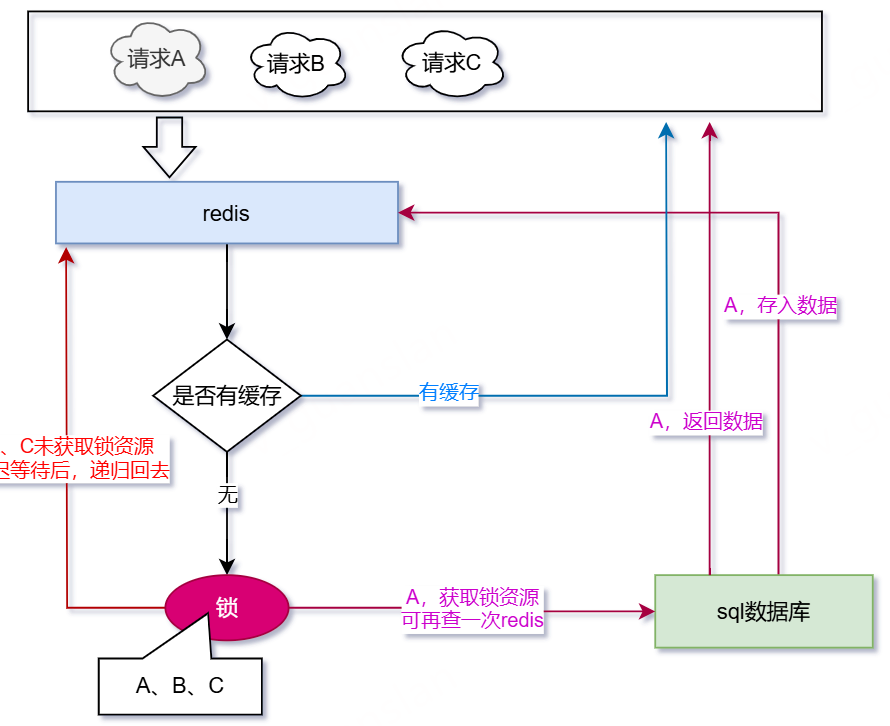 请求A
请求B
请求C
redis
A，存入数据
是否有缓存
有缓存
A，返回数据
、C未获取锁资源
迟等待后，递归回去
无
锁
A，获取锁资源
可再查一次redis
sql数据库
A、B、C